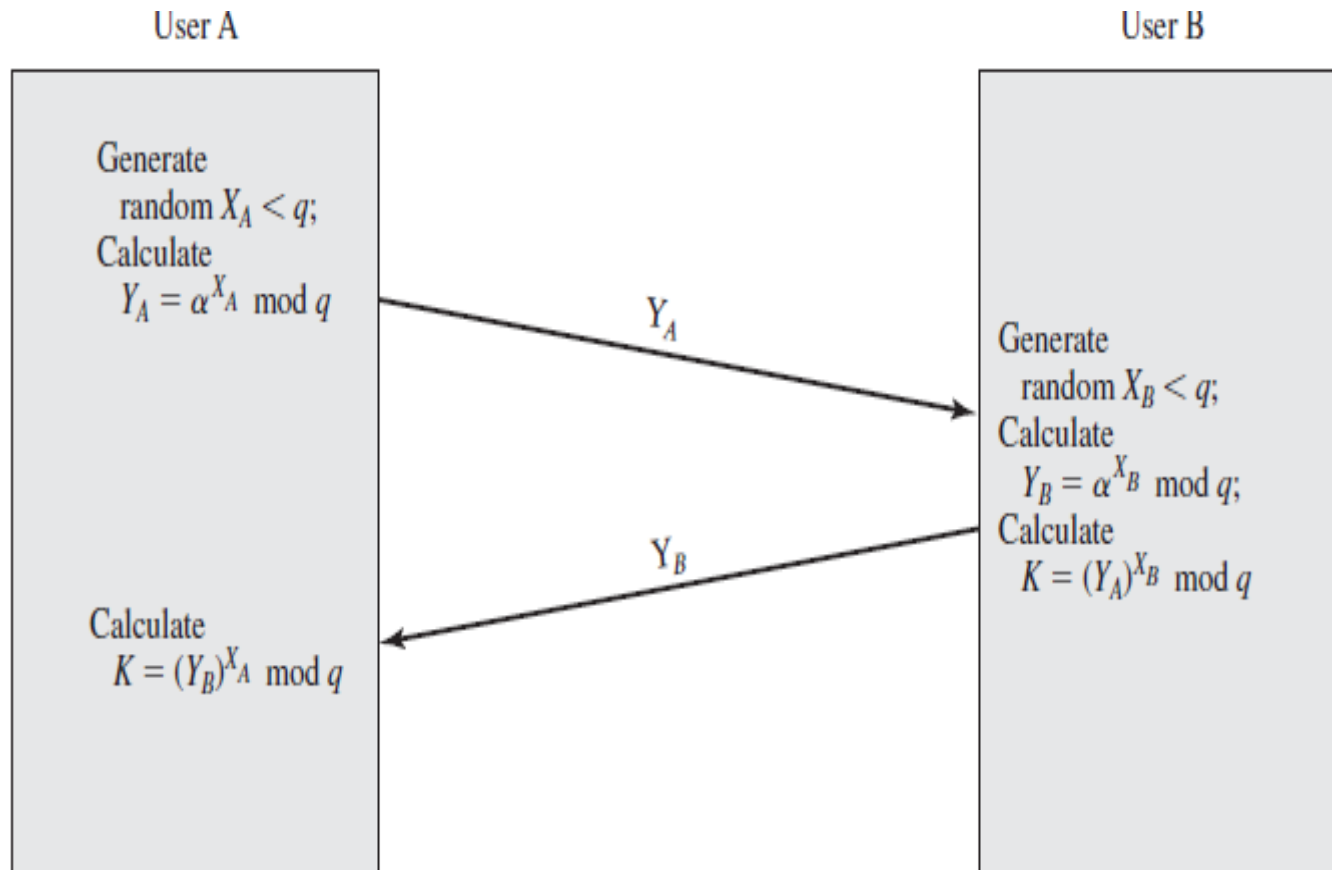 User A
User B
Generate
random X_A < q;
Calculate
Y_A = α^{X_A} mod q
Y_A
Generate
random X_B < q;
Calculate
Y_B = α^{X_B} mod q;
Calculate
K = (Y_A)^{X_B} mod q
Y_B
Calculate
K = (Y_B)^{X_A} mod q